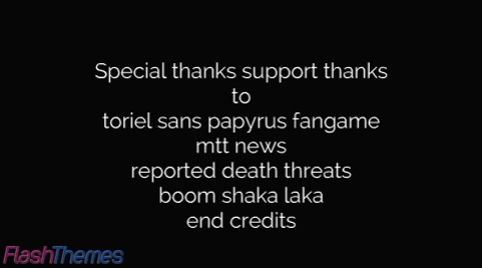 Special thanks support thanks
to
toriel sans papyrus fangame
mtt news
reported death threats
boom shaka laka
end credits
FlashThemes